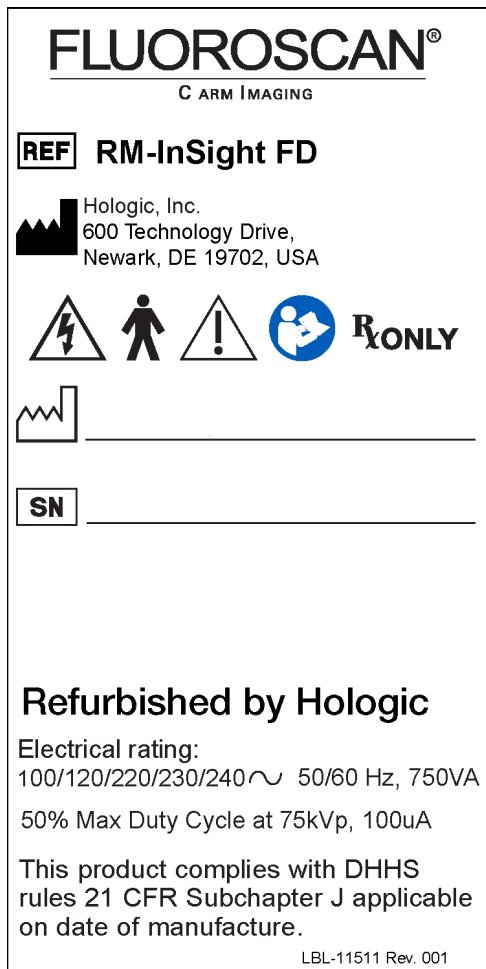 FLUOROSCAN®
C ARM IMAGING
REF RM-InSight FD
Hologic, Inc.
600 Technology Drive,
Newark, DE 19702, USA
RxONLY
SN
Refurbished by Hologic
Electrical rating:
100/120/220/230/240∿ 50/60 Hz, 750VA
50% Max Duty Cycle at 75kVp, 100uA
This product complies with DHHS
rules 21 CFR Subchapter J applicable
on date of manufacture.
LBL-11511 Rev. 001